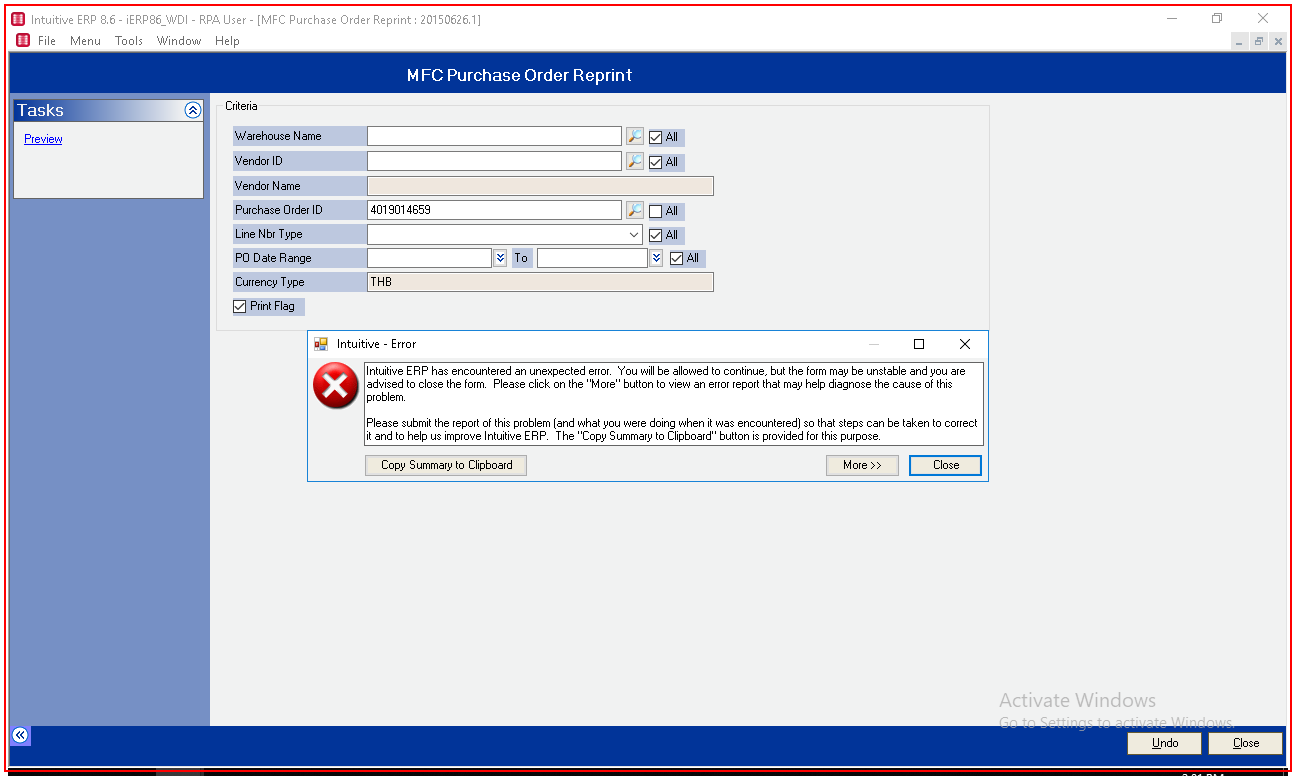 Intuitive ERP 8.6 - iERP86_WDI - RPA User - [MFC Purchase Order Reprint : 20150626.1]
File Menu Tools Window Help
MFC Purchase Order Reprint
Tasks
Preview
Criteria
Warehouse Name All
Vendor ID All
Vendor Name
Purchase Order ID 4019014659 All
Line Nbr Type All
PO Date Range To All
Currency Type THB
Print Flag
Intuitive - Error
Intuitive ERP has encountered an unexpected error.  You will be allowed to continue, but the form may be unstable and you are
advised to close the form.  Please click on the "More" button to view an error report that may help diagnose the cause of this
problem.
Please submit the report of this problem (and what you were doing when it was encountered) so that steps can be taken to correct
it and to help us improve Intuitive ERP.  The "Copy Summary to Clipboard" button is provided for this purpose.
Copy Summary to Clipboard More >> Close
Activate Windows
Go to Settings to activate Windows.
Undo Close